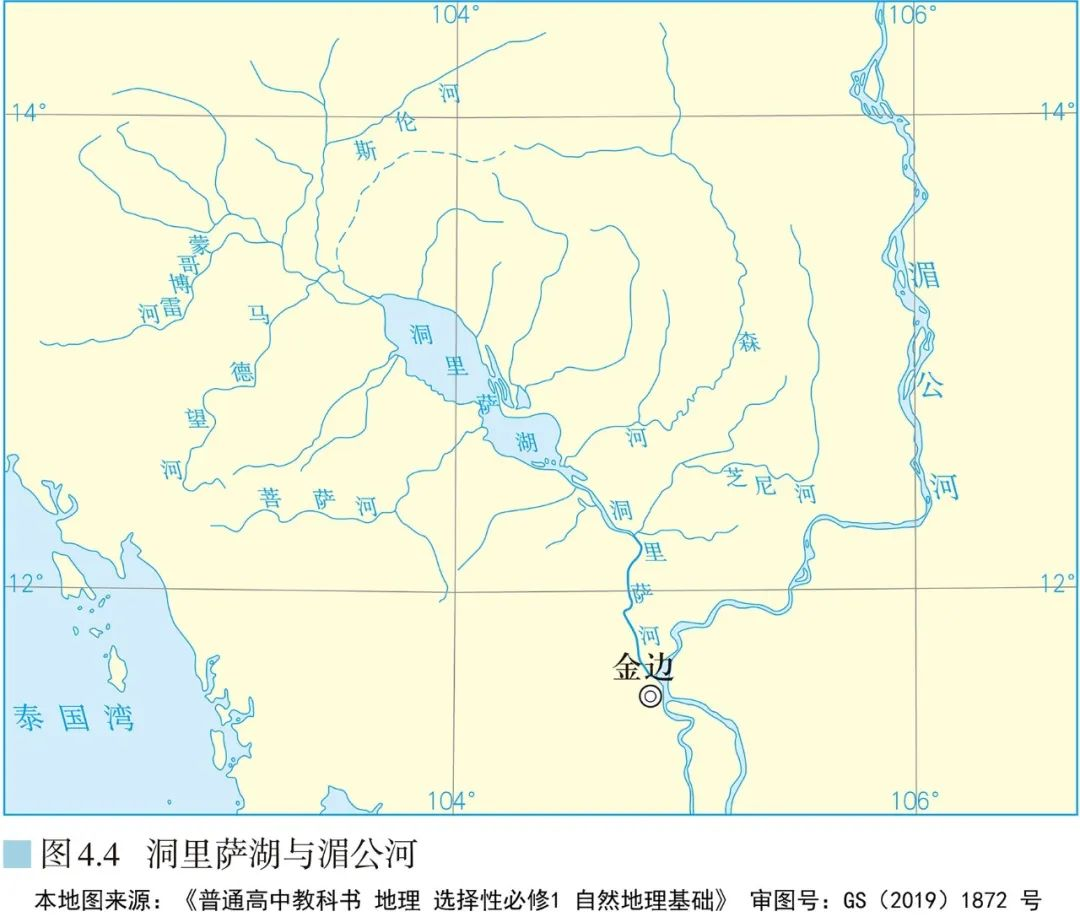 104°
106°
14°
14°
斯伦河
蒙哥博雷河
马德望河
洞里萨湖
湄公河
森河
菩萨河
芝尼河
洞里萨河
12°
12°
金边
泰国湾
104°
106°
图4.4 洞里萨湖与湄公河
本地图来源：《普通高中教科书 地理 选择性必修1 自然地理基础》 审图号：GS（2019）1872 号